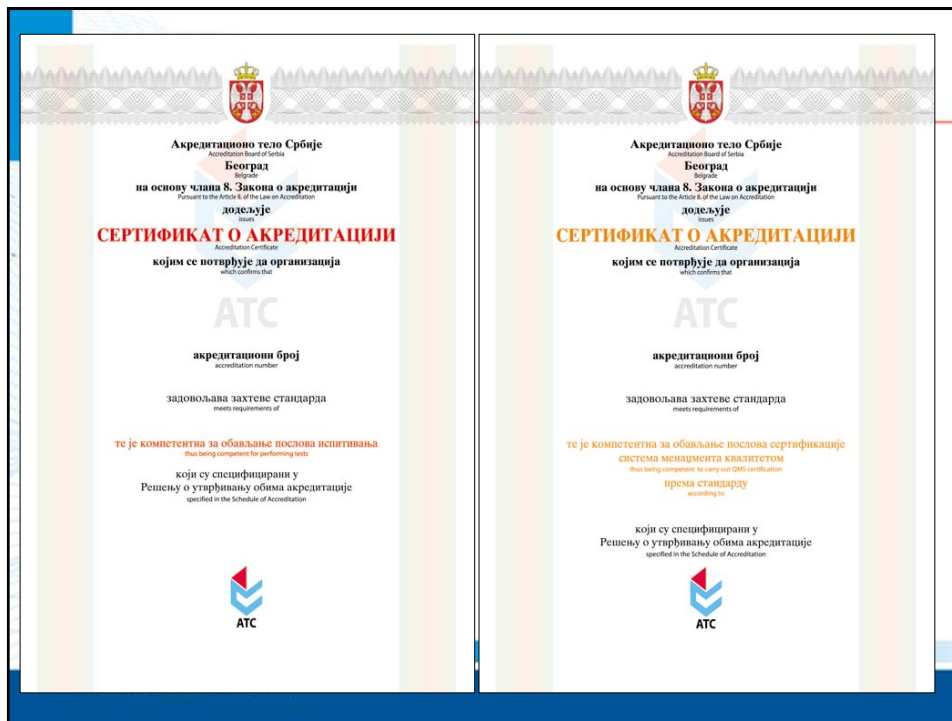 Акредитационо тело Србије
Accreditation Board of Serbia
Београд
Belgrade
на основу члана 8. Закона о акредитацији
Pursuant to the Article 8. of the Law on Accreditation
додељује
issues
СЕРТИФИКАТ О АКРЕДИТАЦИЈИ
Accreditation Certificate
којим се потврђује да организација
which confirms that
ATC
акредитациони број
accreditation number
задовољава захтеве стандарда
meets requirements of
те је компетентна за обављање послова испитивања
thus being competent for performing tests
који су специфицирани у
Решењу о утврђивању обима акредитације
specified in the Schedule of Accreditation
ATC
Акредитационо тело Србије
Accreditation Board of Serbia
Београд
Belgrade
на основу члана 8. Закона о акредитацији
Pursuant to the Article 8. of the Law on Accreditation
додељује
issues
СЕРТИФИКАТ О АКРЕДИТАЦИЈИ
Accreditation Certificate
којим се потврђује да организација
which confirms that
ATC
акредитациони број
accreditation number
задовољава захтеве стандарда
meets requirements of
те је компетентна за обављање послова сертификације
система менаџмента квалитетом
thus being competent to carry out QMS certification
према стандарду
according to
који су специфицирани у
Решењу о утврђивању обима акредитације
specified in the Schedule of Accreditation
ATC